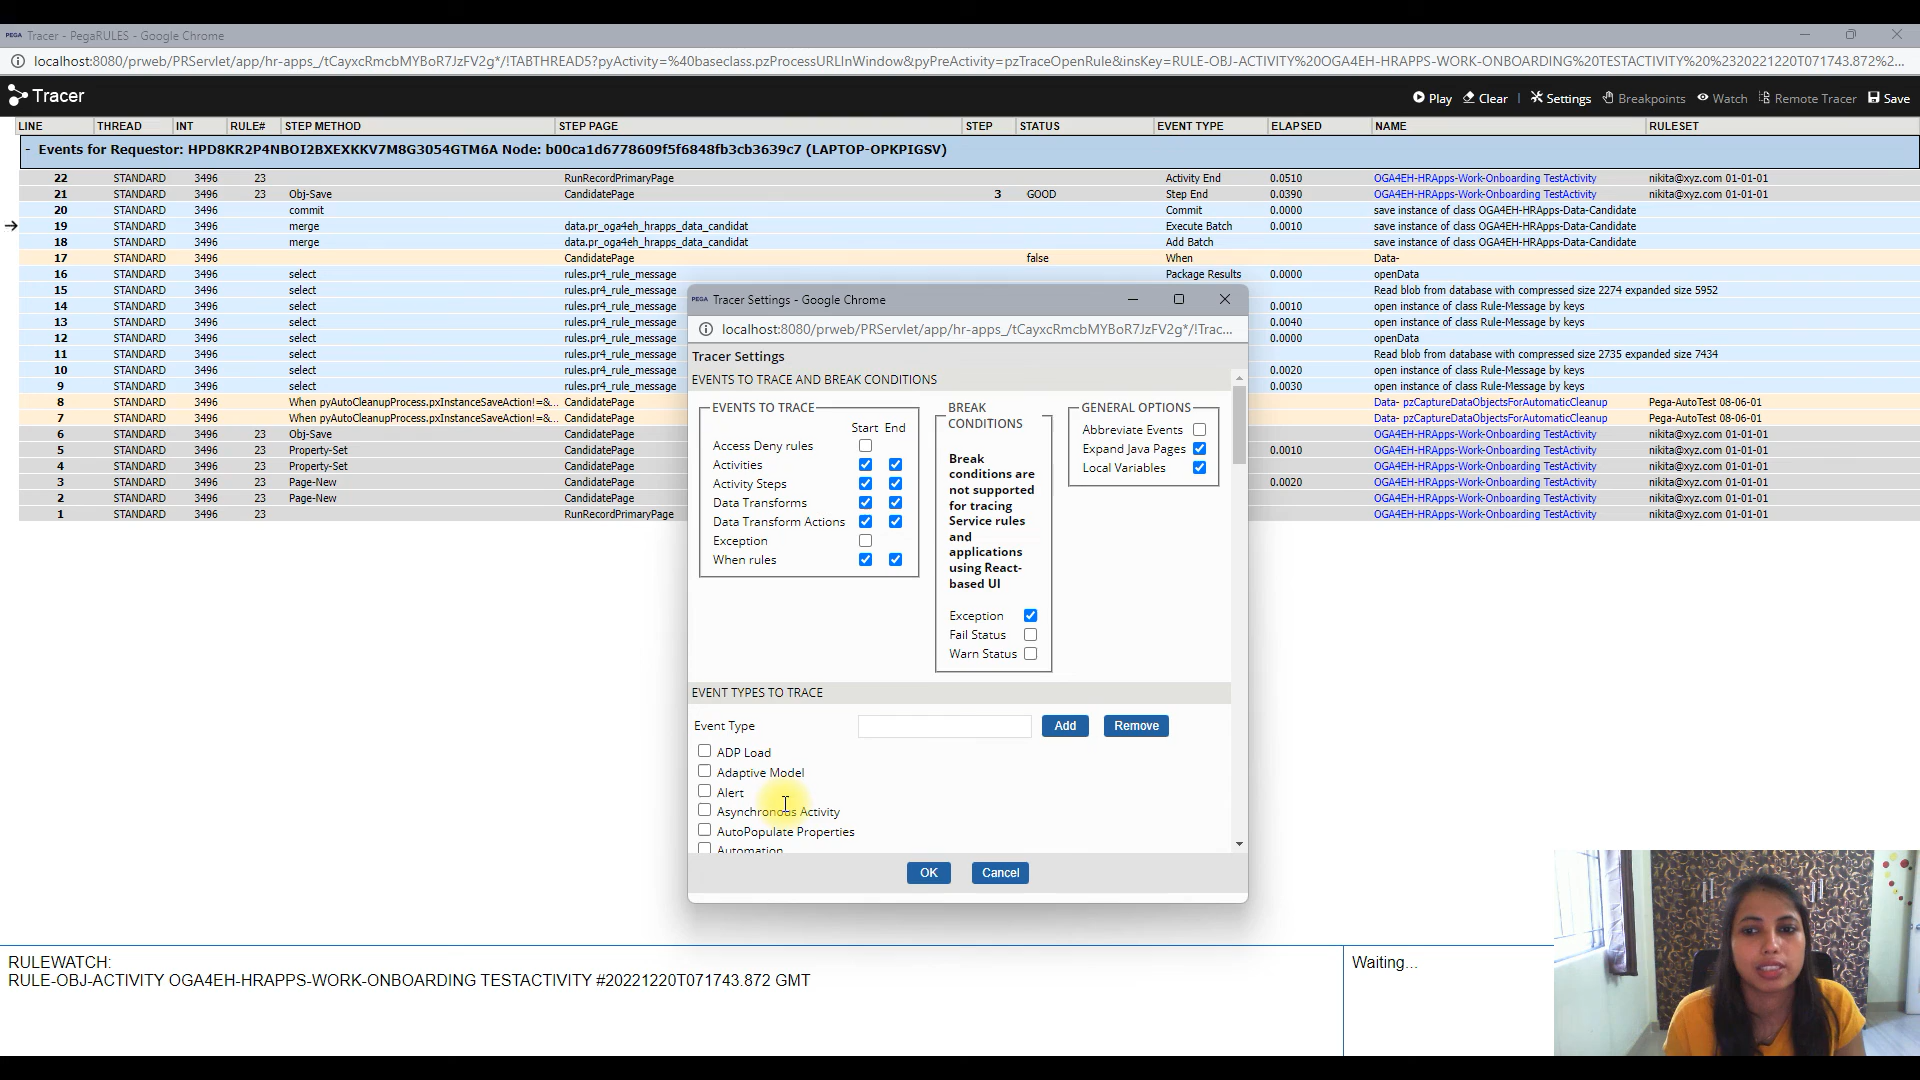 PEGA Tracer - PegaRULES - Google Chrome
localhost:8080/prweb/PRServlet/app/hr-apps_/tCayxcRmcbMYBoR7JzFV2g*/!TABTHREAD5?pyActivity=%40baseclass.pzProcessURLInWindow&pyPreActivity=pzTraceOpenRule&insKey=RULE-OBJ-ACTIVITY%20OGA4EH-HRAPPS-WORK-ONBOARDING%20TESTACTIVITY%20%2320221220T071743.872%2...
Tracer Play Clear | Settings Breakpoints Watch Remote Tracer Save
LINE THREAD INT RULE# STEP METHOD STEP PAGE STEP STATUS EVENT TYPE ELAPSED NAME RULESET
- Events for Requestor: HPD8KR2P4NBOI2BXEXKKV7M8G3054GTM6A Node: b00ca1d6778609f5f6848fb3cb3639c7 (LAPTOP-OPKPIGSV)
22 STANDARD 3496 23 RunRecordPrimaryPage Activity End 0.0510 OGA4EH-HRApps-Work-Onboarding TestActivity nikita@xyz.com 01-01-01
21 STANDARD 3496 23 Obj-Save CandidatePage 3 GOOD Step End 0.0390 OGA4EH-HRApps-Work-Onboarding TestActivity nikita@xyz.com 01-01-01
20 STANDARD 3496 commit Commit 0.0000 save instance of class OGA4EH-HRApps-Data-Candidate
19 STANDARD 3496 merge data.pr_oga4eh_hrapps_data_candidat Execute Batch 0.0010 save instance of class OGA4EH-HRApps-Data-Candidate
18 STANDARD 3496 merge data.pr_oga4eh_hrapps_data_candidat Add Batch save instance of class OGA4EH-HRApps-Data-Candidate
17 STANDARD 3496 CandidatePage false When Data-
16 STANDARD 3496 select rules.pr4_rule_message Package Results 0.0000 openData
15 STANDARD 3496 select rules.pr4_rule_message Read blob from database with compressed size 2274 expanded size 5952
14 STANDARD 3496 select rules.pr4_rule_message 0.0010 open instance of class Rule-Message by keys
13 STANDARD 3496 select rules.pr4_rule_message 0.0040 open instance of class Rule-Message by keys
12 STANDARD 3496 select rules.pr4_rule_message 0.0000 openData
11 STANDARD 3496 select rules.pr4_rule_message Read blob from database with compressed size 2735 expanded size 7434
10 STANDARD 3496 select rules.pr4_rule_message 0.0020 open instance of class Rule-Message by keys
9 STANDARD 3496 select rules.pr4_rule_message 0.0030 open instance of class Rule-Message by keys
8 STANDARD 3496 When pyAutoCleanupProcess.pxInstanceSaveAction!=&... CandidatePage Data- pzCaptureDataObjectsForAutomaticCleanup Pega-AutoTest 08-06-01
7 STANDARD 3496 When pyAutoCleanupProcess.pxInstanceSaveAction!=&... CandidatePage Data- pzCaptureDataObjectsForAutomaticCleanup Pega-AutoTest 08-06-01
6 STANDARD 3496 23 Obj-Save CandidatePage OGA4EH-HRApps-Work-Onboarding TestActivity nikita@xyz.com 01-01-01
5 STANDARD 3496 23 Property-Set CandidatePage 0.0010 OGA4EH-HRApps-Work-Onboarding TestActivity nikita@xyz.com 01-01-01
4 STANDARD 3496 23 Property-Set CandidatePage OGA4EH-HRApps-Work-Onboarding TestActivity nikita@xyz.com 01-01-01
3 STANDARD 3496 23 Page-New CandidatePage 0.0020 OGA4EH-HRApps-Work-Onboarding TestActivity nikita@xyz.com 01-01-01
2 STANDARD 3496 23 Page-New CandidatePage OGA4EH-HRApps-Work-Onboarding TestActivity nikita@xyz.com 01-01-01
1 STANDARD 3496 23 RunRecordPrimaryPage OGA4EH-HRApps-Work-Onboarding TestActivity nikita@xyz.com 01-01-01
PEGA Tracer Settings - Google Chrome
localhost:8080/prweb/PRServlet/app/hr-apps_/tCayxcRmcbMYBoR7JzFV2g*/!Trac...
Tracer Settings
EVENTS TO TRACE AND BREAK CONDITIONS
EVENTS TO TRACE
Start End
Access Deny rules
Activities
Activity Steps
Data Transforms
Data Transform Actions
Exception
When rules
BREAK
CONDITIONS
Break
conditions are
not supported
for tracing
Service rules
and
applications
using React-
based UI
Exception
Fail Status
Warn Status
GENERAL OPTIONS
Abbreviate Events
Expand Java Pages
Local Variables
EVENT TYPES TO TRACE
Event Type Add Remove
ADP Load
Adaptive Model
Alert
Asynchronous Activity
AutoPopulate Properties
Automation
OK Cancel
RULEWATCH:
RULE-OBJ-ACTIVITY OGA4EH-HRAPPS-WORK-ONBOARDING TESTACTIVITY #20221220T071743.872 GMT
Waiting...